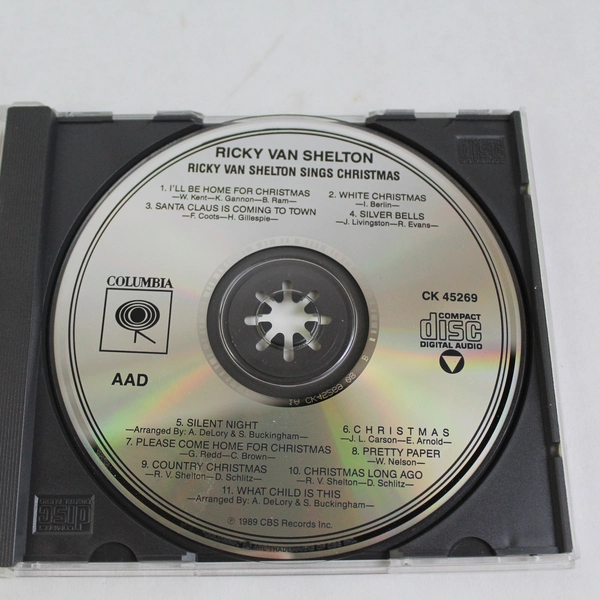 RICKY VAN SHELTON
RICKY VAN SHELTON SINGS CHRISTMAS
1. I'LL BE HOME FOR CHRISTMAS
—W. Kent—K. Gannon—B. Ram—
2. WHITE CHRISTMAS
—I. Berlin—
3. SANTA CLAUS IS COMING TO TOWN
—F. Coots—H. Gillespie—
4. SILVER BELLS
—J. Livingston—R. Evans—
COLUMBIA
AAD
CK 45269
COMPACT
disc
DIGITAL AUDIO
5. SILENT NIGHT
—Arranged By: A. DeLory & S. Buckingham—
6. CHRISTMAS
—J. L. Carson—E. Arnold—
7. PLEASE COME HOME FOR CHRISTMAS
—G. Redd—C. Brown—
8. PRETTY PAPER
—W. Nelson—
9. COUNTRY CHRISTMAS
—R. V. Shelton—D. Schlitz—
10. CHRISTMAS LONG AGO
—R. V. Shelton—D. Schlitz—
11. WHAT CHILD IS THIS
—Arranged By: A. DeLory & S. Buckingham—
℗ 1989 CBS Records Inc.
COMPACT
disc
DIGITAL AUDIO